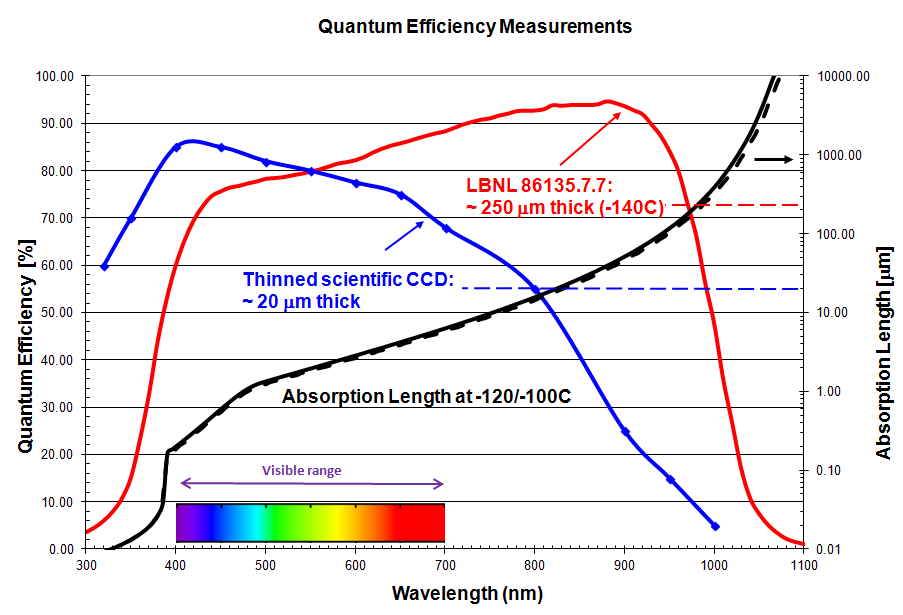 Quantum Efficiency Measurements
100.00
90.00
80.00
70.00
60.00
50.00
40.00
30.00
20.00
10.00
0.00
Quantum Efficiency [%]
10000.00
1000.00
100.00
10.00
1.00
0.10
0.01
Absorption Length [µm]
LBNL 86135.7.7:
~ 250 µm thick (-140C)
Thinned scientific CCD:
~ 20 µm thick
Absorption Length at -120/-100C
Visible range
300 400 500 600 700 800 900 1000 1100
Wavelength (nm)